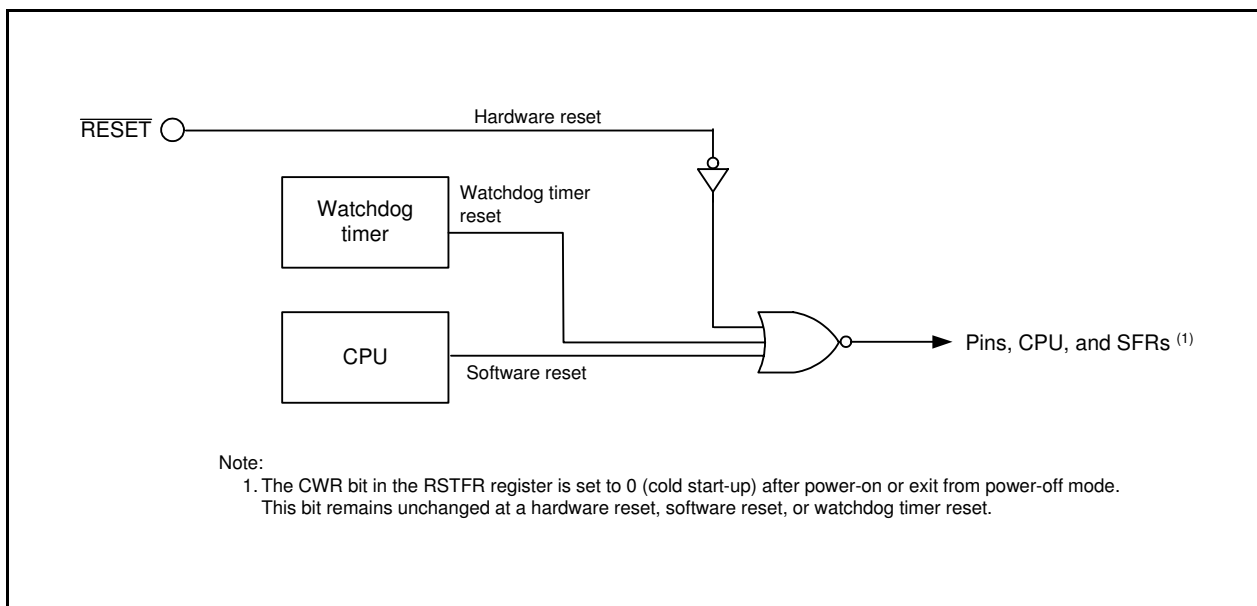 RESET
Hardware reset
Watchdog
timer
Watchdog timer
reset
CPU
Software reset
Pins, CPU, and SFRs (1)
Note:
1. The CWR bit in the RSTFR register is set to 0 (cold start-up) after power-on or exit from power-off mode.
This bit remains unchanged at a hardware reset, software reset, or watchdog timer reset.